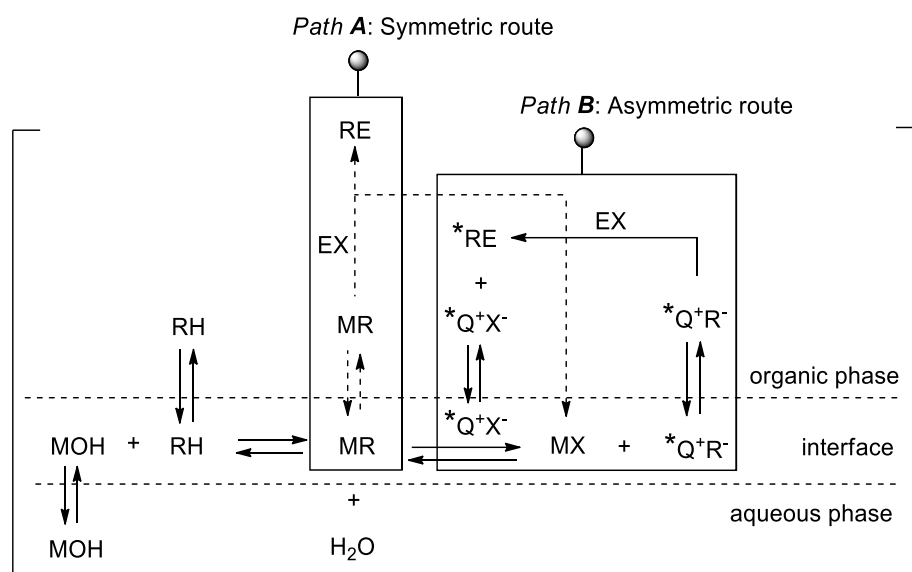 Path A: Symmetric route
Path B: Asymmetric route
RE
EX
EX
*RE
+
RH
MR
*Q⁺X⁻
*Q⁺R⁻
organic phase
*Q⁺X⁻
MOH + RH MR MX + *Q⁺R⁻ interface
+
aqueous phase
MOH H₂O